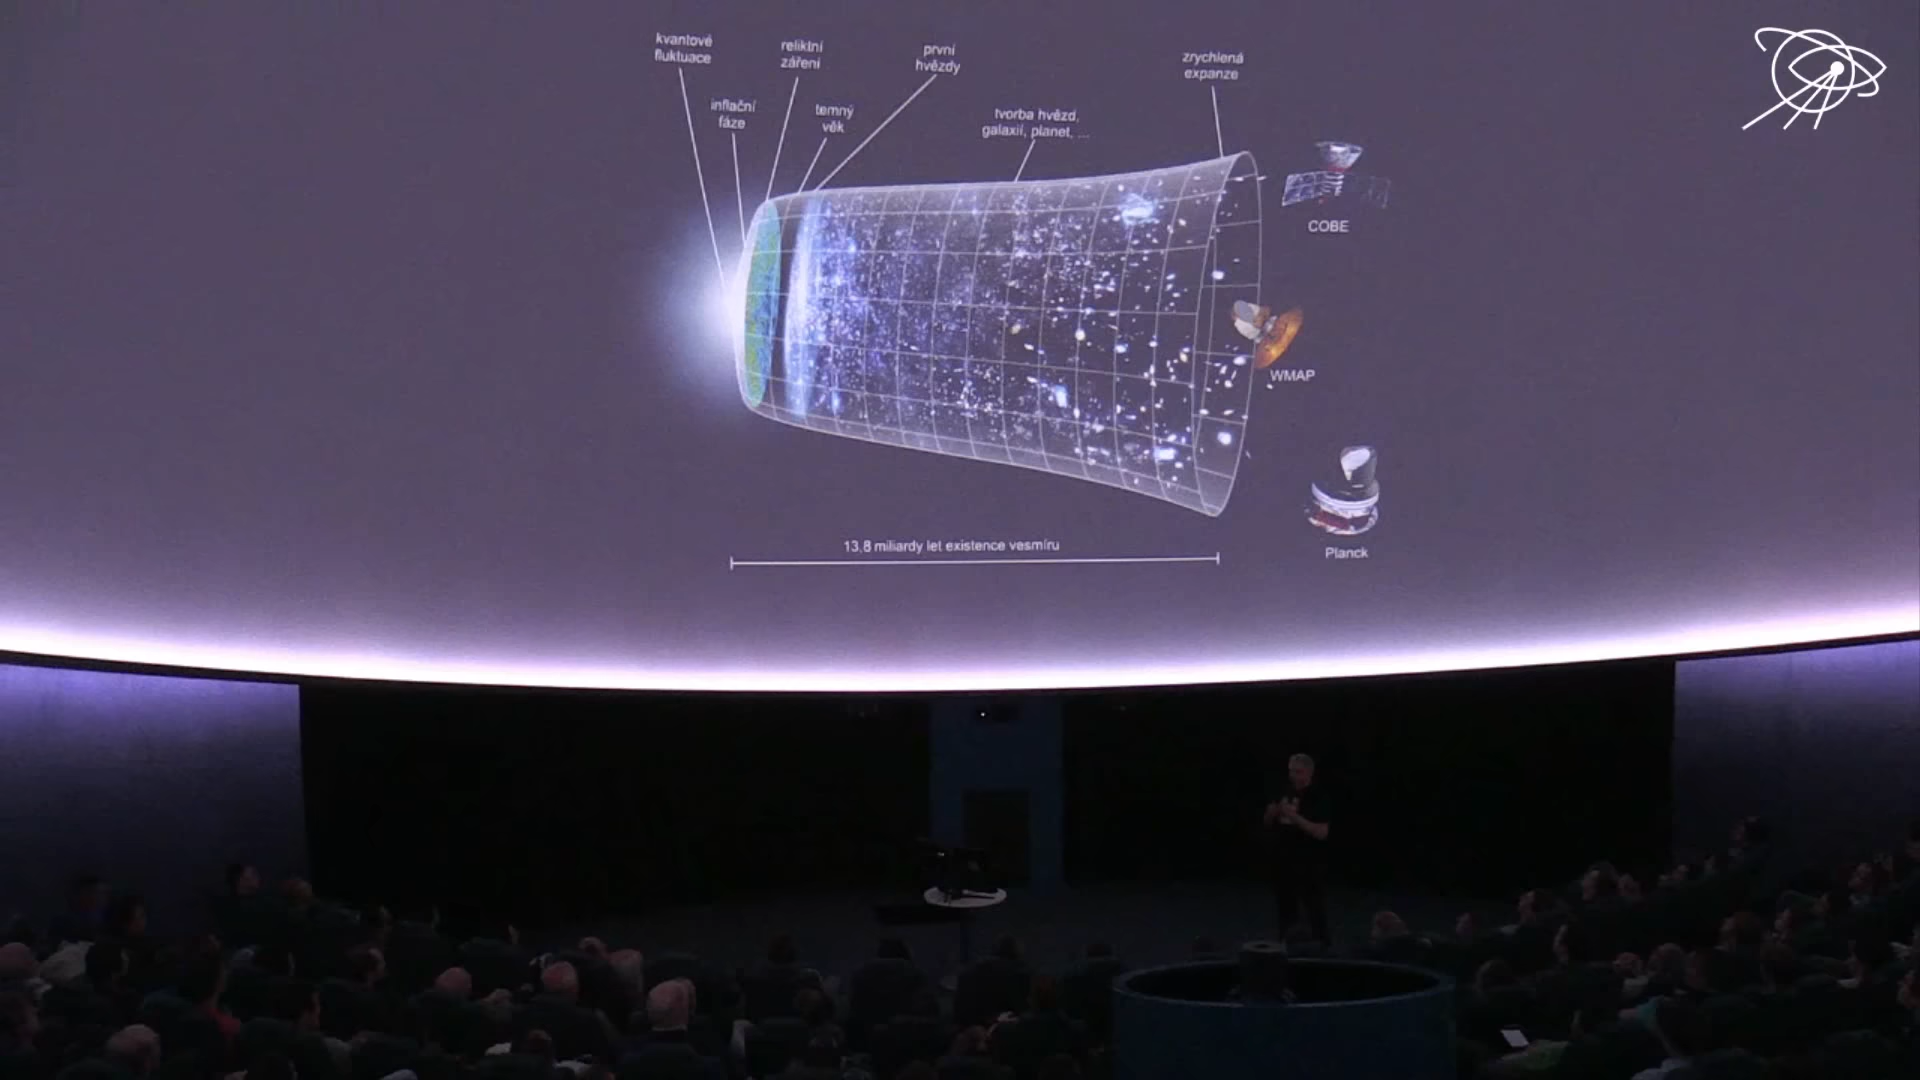 kvantové
fluktuace
reliktní
záření
první
hvězdy
zrychlená
expanze
inflační
fáze
temný
věk
tvorba hvězd,
galaxií, planet, ...
COBE
WMAP
Planck
13,8 miliardy let existence vesmíru